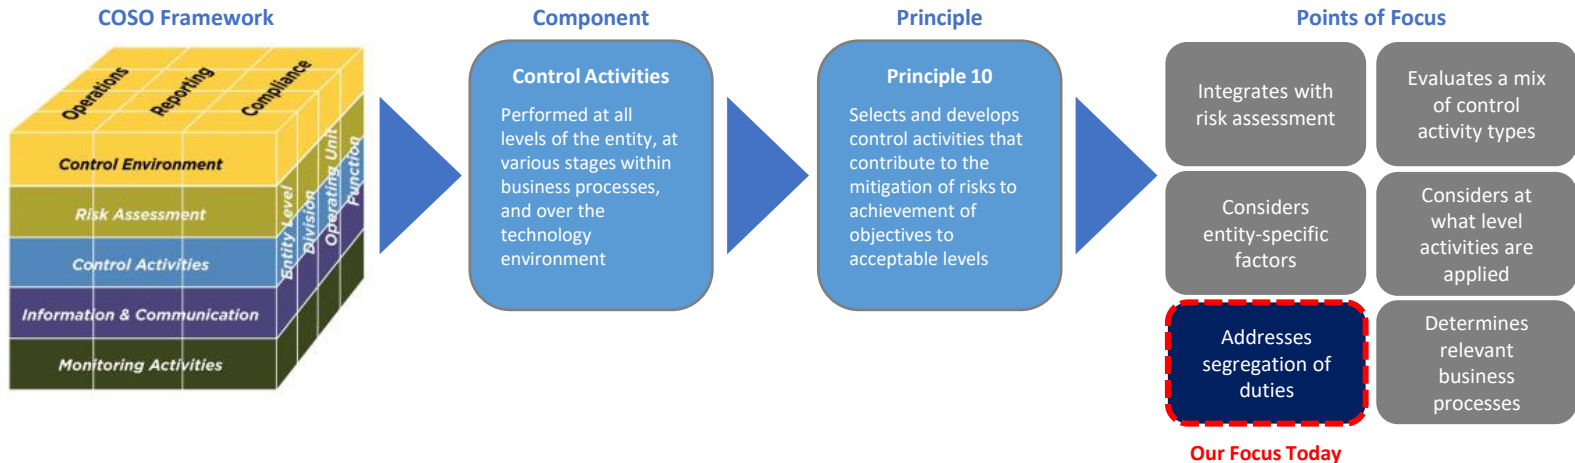 COSO Framework
Operations
Reporting
Compliance
Control Environment
Risk Assessment
Control Activities
Information & Communication
Monitoring Activities
Entity Level
Division
Operating Unit
Function
Component
Control Activities
Performed at all
levels of the entity, at
various stages within
business processes,
and over the
technology
environment
Principle
Principle 10
Selects and develops
control activities that
contribute to the
mitigation of risks to
achievement of
objectives to
acceptable levels
Points of Focus
Integrates with
risk assessment
Evaluates a mix
of control
activity types
Considers
entity-specific
factors
Considers at
what level
activities are
applied
Addresses
segregation of
duties
Determines
relevant
business
processes
Our Focus Today